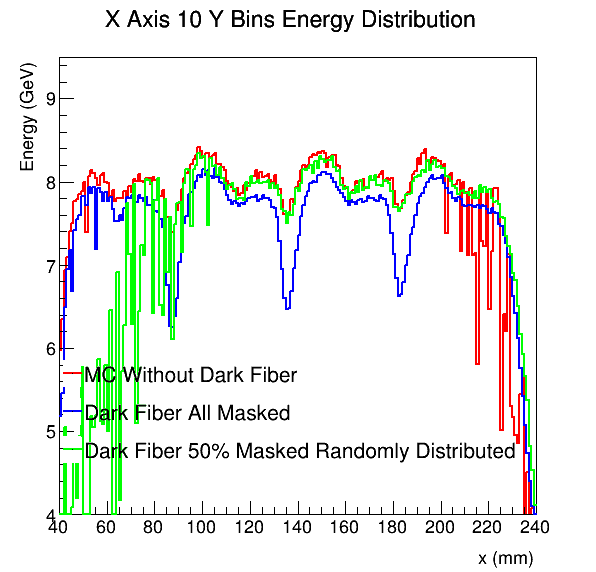 X Axis 10 Y Bins Energy Distribution
Energy (GeV)
9
8
7
6
5
4
MC Without Dark Fiber
Dark Fiber All Masked
Dark Fiber 50% Masked Randomly Distributed
40 60 80 100 120 140 160 180 200 220 240
x (mm)